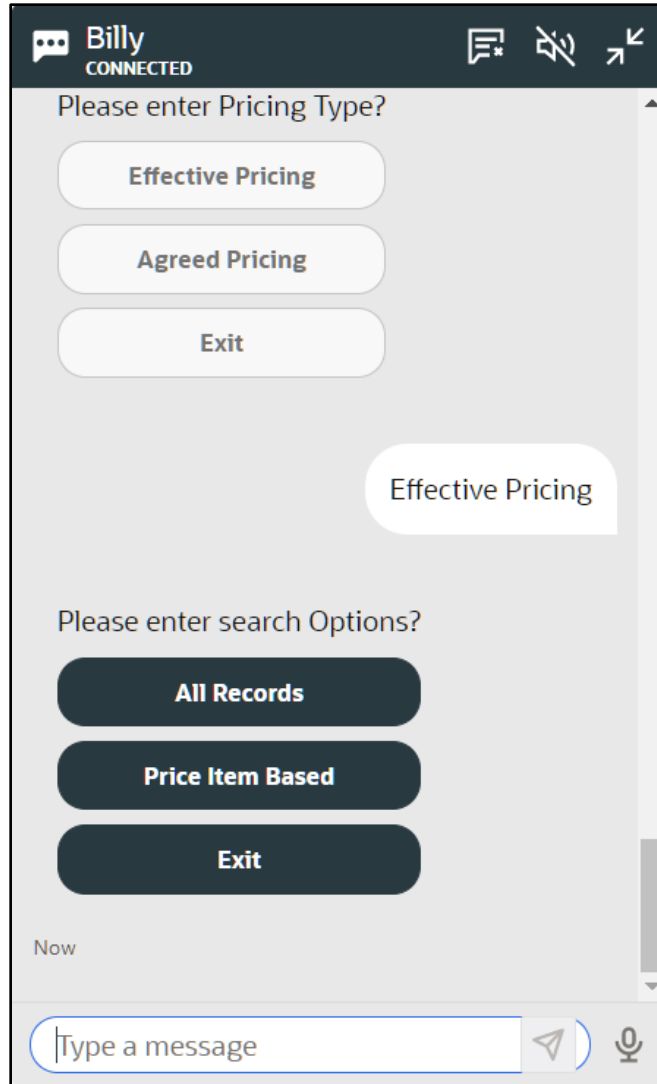 Billy
CONNECTED
Please enter Pricing Type?
Effective Pricing
Agreed Pricing
Exit
Effective Pricing
Please enter search Options?
All Records
Price Item Based
Exit
Now
Type a message